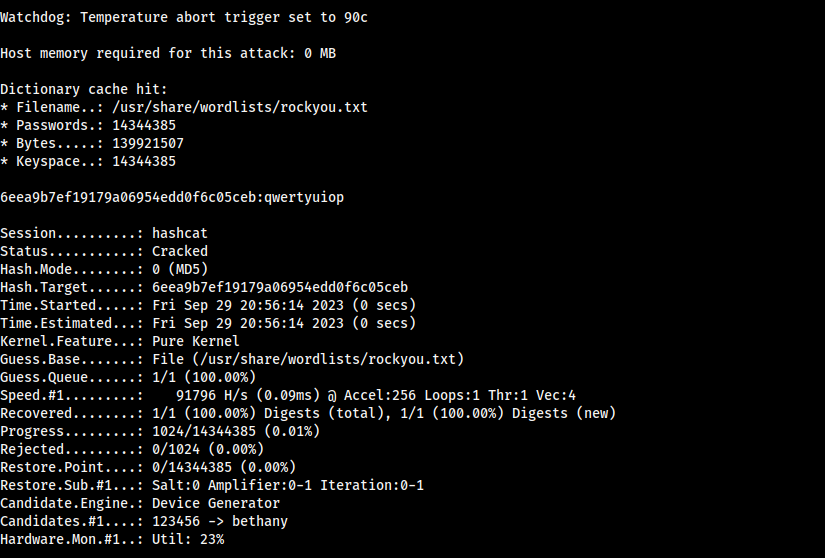 Watchdog: Temperature abort trigger set to 90c
Host memory required for this attack: 0 MB
Dictionary cache hit:
* Filename..: /usr/share/wordlists/rockyou.txt
* Passwords.: 14344385
* Bytes.....: 139921507
* Keyspace..: 14344385
6eea9b7ef19179a06954edd0f6c05ceb:qwertyuiop
Session..........: hashcat
Status...........: Cracked
Hash.Mode........: 0 (MD5)
Hash.Target......: 6eea9b7ef19179a06954edd0f6c05ceb
Time.Started.....: Fri Sep 29 20:56:14 2023 (0 secs)
Time.Estimated...: Fri Sep 29 20:56:14 2023 (0 secs)
Kernel.Feature...: Pure Kernel
Guess.Base.......: File (/usr/share/wordlists/rockyou.txt)
Guess.Queue......: 1/1 (100.00%)
Speed.#1.........:    91796 H/s (0.09ms) @ Accel:256 Loops:1 Thr:1 Vec:4
Recovered........: 1/1 (100.00%) Digests (total), 1/1 (100.00%) Digests (new)
Progress.........: 1024/14344385 (0.01%)
Rejected.........: 0/1024 (0.00%)
Restore.Point....: 0/14344385 (0.00%)
Restore.Sub.#1...: Salt:0 Amplifier:0-1 Iteration:0-1
Candidate.Engine.: Device Generator
Candidates.#1....: 123456 -> bethany
Hardware.Mon.#1..: Util: 23%